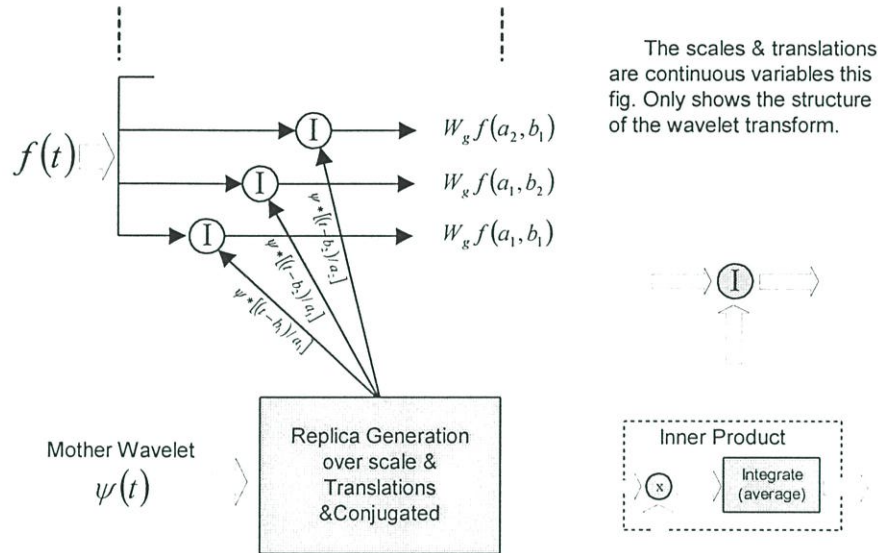 The scales & translations
are continuous variables this
fig. Only shows the structure
of the wavelet transform.
f(t)
I
W_g f(a_2, b_1)
I
W_g f(a_1, b_2)
I
W_g f(a_1, b_1)
ψ*[(t-b_1)/a_1]
ψ*[(t-b_2)/a_1]
ψ*[(t-b_2)/a_2]
I
Mother Wavelet
ψ(t)
Replica Generation
over scale &
Translations
&Conjugated
Inner Product
x
Integrate
(average)